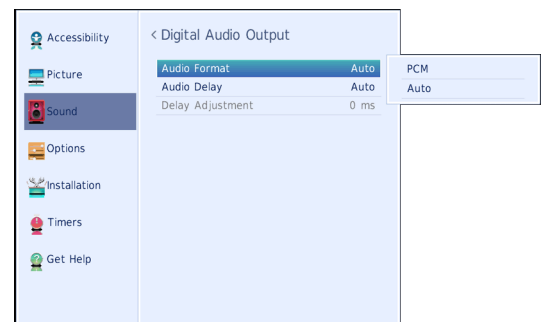 Accessibility
Picture
Sound
Options
Installation
Timers
Get Help
< Digital Audio Output
Audio Format Auto
Audio Delay Auto
Delay Adjustment 0 ms
PCM
Auto